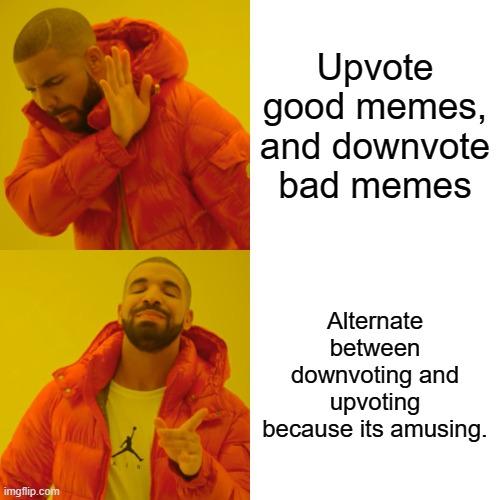 Upvote
good memes,
and downvote
bad memes
Alternate
between
downvoting and
upvoting
because its amusing.
imgflip.com